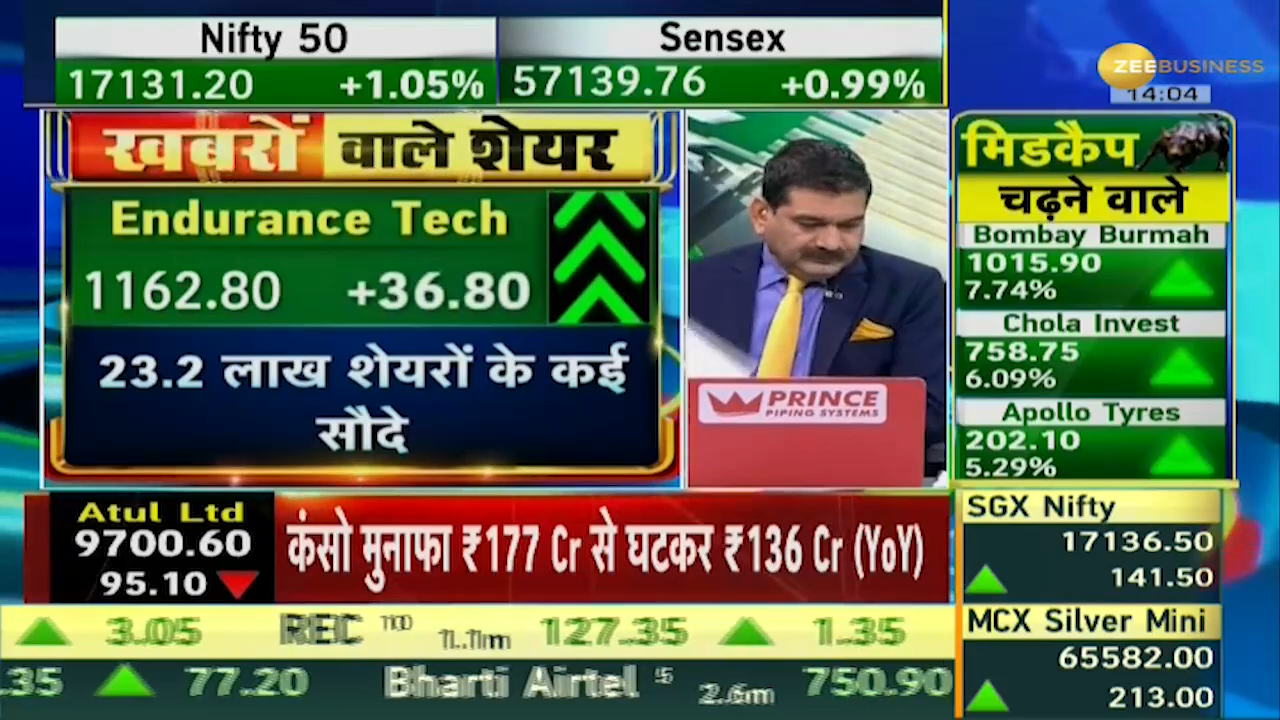 Nifty 50
17131.20 +1.05%
Sensex
57139.76 +0.99%
ZEEBUSINESS
14:04
खबरों वाले शेयर
Endurance Tech
1162.80 +36.80
23.2 लाख शेयरों के कई
सौदे
PRINCE
PIPING SYSTEMS
मिडकैप
चढ़ने वाले
Bombay Burmah
1015.90
7.74%
Chola Invest
758.75
6.09%
Apollo Tyres
202.10
5.29%
Atul Ltd
9700.60
95.10
कंसो मुनाफा ₹177 Cr से घटकर ₹136 Cr (YoY)
SGX Nifty
17136.50
141.50
MCX Silver Mini
65582.00
213.00
3.05 REC 127.35 1.35
.35 77.20 Bharti Airtel 2.6m 750.90